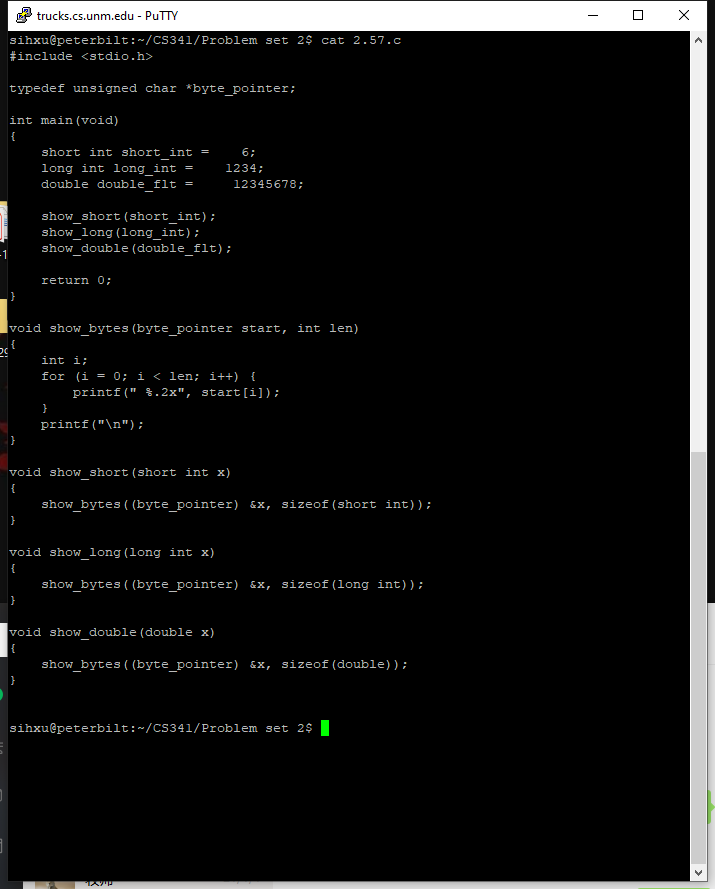 trucks.cs.unm.edu - PuTTY
sihxu@peterbilt:~/CS341/Problem set 2$ cat 2.57.c
#include <stdio.h>
typedef unsigned char *byte_pointer;
int main(void)
{
    short int short_int =    6;
    long int long_int =    1234;
    double double_flt =     12345678;
    show_short(short_int);
    show_long(long_int);
    show_double(double_flt);
    return 0;
}
void show_bytes(byte_pointer start, int len)
{
    int i;
    for (i = 0; i < len; i++) {
        printf(" %.2x", start[i]);
    }
    printf("\n");
}
void show_short(short int x)
{
    show_bytes((byte_pointer) &x, sizeof(short int));
}
void show_long(long int x)
{
    show_bytes((byte_pointer) &x, sizeof(long int));
}
void show_double(double x)
{
    show_bytes((byte_pointer) &x, sizeof(double));
}
sihxu@peterbilt:~/CS341/Problem set 2$